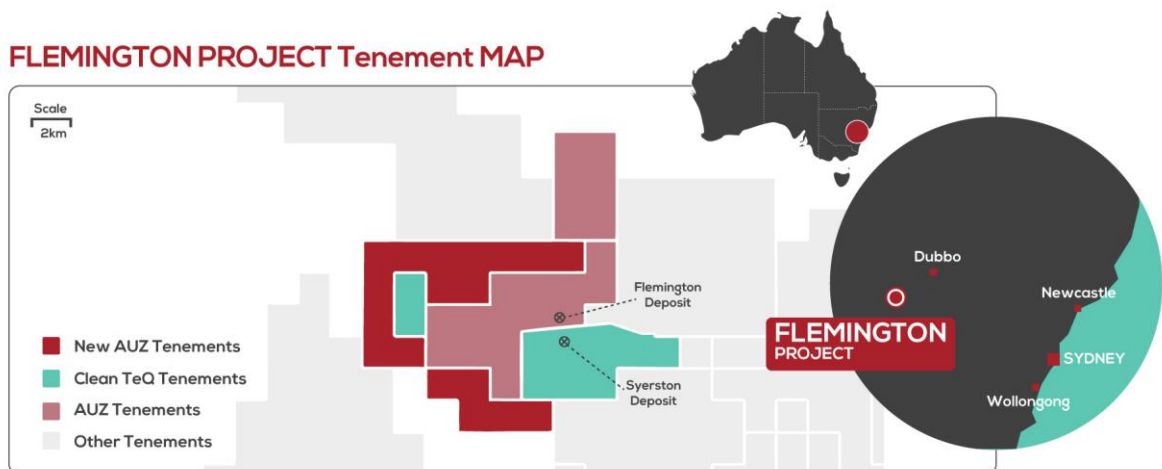 FLEMINGTON PROJECT Tenement MAP
Scale
2km
Flemington
Deposit
Syerston
Deposit
New AUZ Tenements
Clean TeQ Tenements
AUZ Tenements
Other Tenements
Dubbo
Newcastle
FLEMINGTON
PROJECT
SYDNEY
Wollongong